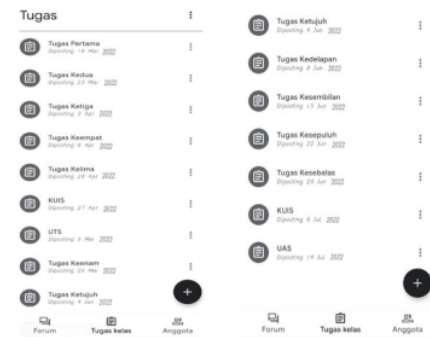 Tugas
Tugas Pertama
Diposting 16 Mar 2022
Tugas Kedua
Diposting 23 Mar 2022
Tugas Ketiga
Diposting 3 Apr 2022
Tugas Keempat
Diposting 6 Apr 2022
Tugas Kelima
Diposting 28 Apr 2022
KUIS
Diposting 27 Apr 2022
UTS
Diposting Mei 2022
Tugas Keenam
Diposting 25 Mei 2022
Tugas Ketujuh
Diposting 4 Jun 2022
Forum
Tugas kelas
Anggota
Tugas Ketujuh
Diposting 4 Jun 2022
Tugas Kedelapan
Diposting 8 Jun 2022
Tugas Kesembilan
Diposting 15 Jun 2022
Tugas Kesepuluh
Diposting 22 Jun 2022
Tugas Kesebelas
Diposting 29 Jun 2022
KUIS
Diposting Jul 2022
UAS
Diposting 14 Jul 2022
Forum
Tugas kelas
Anggota